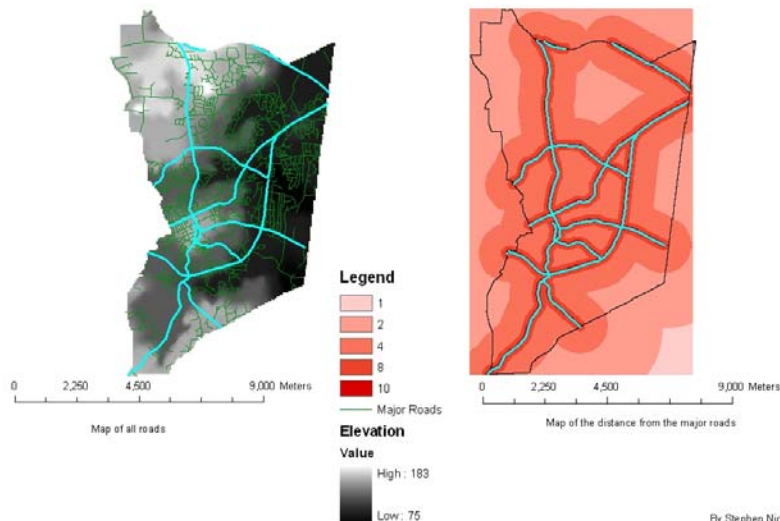 Legend
1
2
4
8
10
Major Roads
Elevation
Value
High : 183
Low : 75
0 2,250 4,500 9,000 Meters
Map of all roads
0 2,250 4,500 9,000 Meters
Map of the distance from the major roads
By Stephen